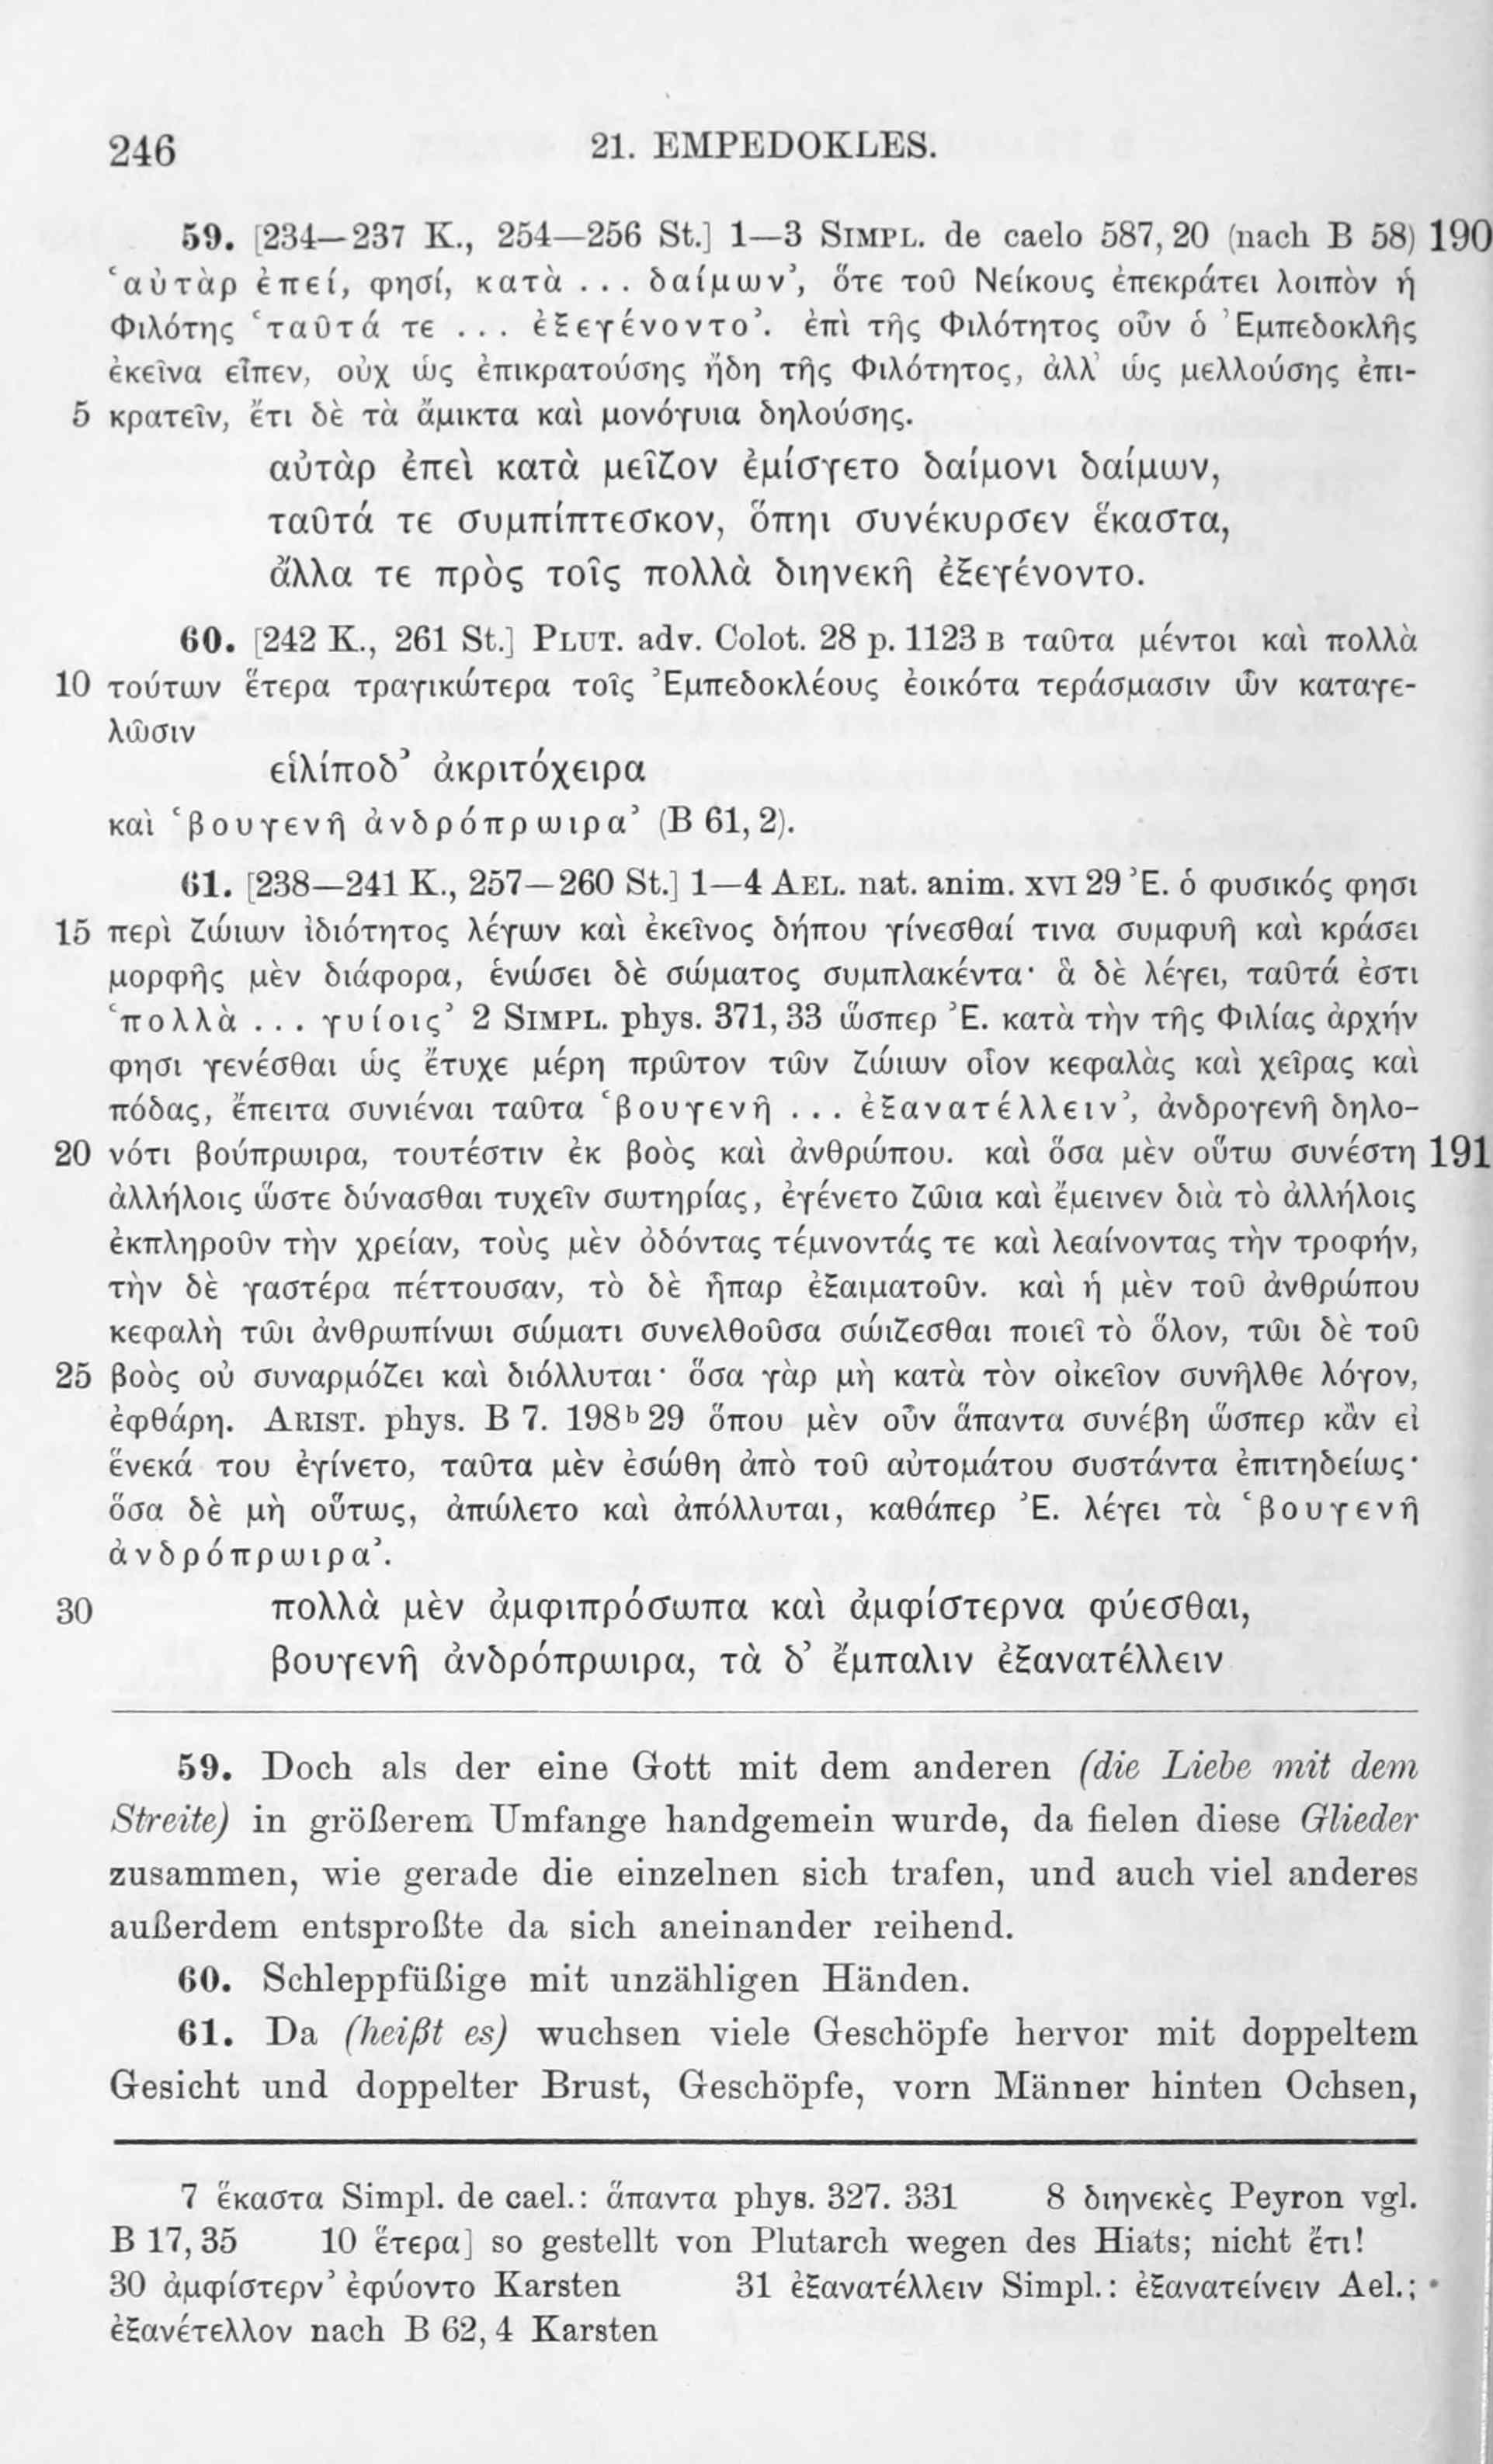 246 21. EMPEDOKLES.
59. [234—237 K., 254—256 St.] 1—3 SIMPL. de caelo 587, 20 (nach B 58) 190
‘αὐτὰρ ἐπεί, φησί, κατὰ ... δαίμων’, ὅτε τοῦ Νείκους ἐπεκράτει λοιπὸν ἡ
Φιλότης ‘ταῦτά τε ... ἐξεγένοντο’. ἐπὶ τῆς Φιλότητος οὖν ὁ Ἐμπεδοκλῆς
ἐκεῖνα εἶπεν, οὐχ ὡς ἐπικρατούσης ἤδη τῆς Φιλότητος, ἀλλ’ ὡς μελλούσης ἐπι-
5 κρατεῖν, ἔτι δὲ τὰ ἄμικτα καὶ μονόγυια δηλούσης.
αὐτὰρ ἐπεὶ κατὰ μεῖζον ἐμίσγετο δαίμονι δαίμων,
ταῦτά τε συμπίπτεσκον, ὅπηι συνέκυρσεν ἕκαστα,
ἄλλα τε πρὸς τοῖς πολλὰ διηνεκῆ ἐξεγένοντο.
60. [242 K., 261 St.] PLUT. adv. Colot. 28 p. 1123 B ταῦτα μέντοι καὶ πολλὰ
10 τούτων ἕτερα τραγικώτερα τοῖς Ἐμπεδοκλέους ἐοικότα τεράσμασιν ὧν καταγε-
λῶσιν
εἰλίποδ’ ἀκριτόχειρα
καὶ ‘βουγενῆ ἀνδρόπρωιρα’ (B 61, 2).
61. [238—241 K., 257—260 St.] 1—4 AEL. nat. anim. XVI 29 Ἐ. ὁ φυσικός φησι
15 περὶ ζώιων ἰδιότητος λέγων καὶ ἐκεῖνος δήπου γίνεσθαί τινα συμφυῆ καὶ κράσει
μορφῆς μὲν διάφορα, ἑνώσει δὲ σώματος συμπλακέντα· ἃ δὲ λέγει, ταῦτά ἐστι
‘πολλὰ ... γυίοις’ 2 SIMPL. phys. 371, 33 ὥσπερ Ἐ. κατὰ τὴν τῆς Φιλίας ἀρχήν
φησι γενέσθαι ὡς ἔτυχε μέρη πρῶτον τῶν ζώιων οἷον κεφαλὰς καὶ χεῖρας καὶ
πόδας, ἔπειτα συνιέναι ταῦτα ‘βουγενῆ ... ἐξανατέλλειν’, ἀνδρογενῆ δηλο-
20 νότι βούπρωιρα, τουτέστιν ἐκ βοὸς καὶ ἀνθρώπου. καὶ ὅσα μὲν οὕτω συνέστη 191
ἀλλήλοις ὥστε δύνασθαι τυχεῖν σωτηρίας, ἐγένετο ζῶια καὶ ἔμεινεν διὰ τὸ ἀλλήλοις
ἐκπληροῦν τὴν χρείαν, τοὺς μὲν ὀδόντας τέμνοντάς τε καὶ λεαίνοντας τὴν τροφήν,
τὴν δὲ γαστέρα πέττουσαν, τὸ δὲ ἧπαρ ἐξαιματοῦν. καὶ ἡ μὲν τοῦ ἀνθρώπου
κεφαλὴ τῶι ἀνθρωπίνωι σώματι συνελθοῦσα σώιζεσθαι ποιεῖ τὸ ὅλον, τῶι δὲ τοῦ
25 βοὸς οὐ συναρμόζει καὶ διόλλυται· ὅσα γὰρ μὴ κατὰ τὸν οἰκεῖον συνῆλθε λόγον,
ἐφθάρη. ARIST. phys. B 7. 198ᵇ 29 ὅπου μὲν οὖν ἅπαντα συνέβη ὥσπερ κἂν εἰ
ἕνεκά του ἐγίνετο, ταῦτα μὲν ἐσώθη ἀπὸ τοῦ αὐτομάτου συστάντα ἐπιτηδείως·
ὅσα δὲ μὴ οὕτως, ἀπώλετο καὶ ἀπόλλυται, καθάπερ Ἐ. λέγει τὰ ‘βουγενῆ
ἀνδρόπρωιρα’.
30 πολλὰ μὲν ἀμφιπρόσωπα καὶ ἀμφίστερνα φύεσθαι,
βουγενῆ ἀνδρόπρωιρα, τὰ δ’ ἔμπαλιν ἐξανατέλλειν
59. Doch als der eine Gott mit dem anderen (die Liebe mit dem
Streite) in größerem Umfange handgemein wurde, da fielen diese Glieder
zusammen, wie gerade die einzelnen sich trafen, und auch viel anderes
außerdem entsproßte da sich aneinander reihend.
60. Schleppfüßige mit unzähligen Händen.
61. Da (heißt es) wuchsen viele Geschöpfe hervor mit doppeltem
Gesicht und doppelter Brust, Geschöpfe, vorn Männer hinten Ochsen,
7 ἕκαστα Simpl. de cael.: ἅπαντα phys. 327. 331 8 διηνεκὲς Peyron vgl.
B 17, 35 10 ἕτερα] so gestellt von Plutarch wegen des Hiats; nicht ἔτι!
30 ἀμφίστερν’ ἐφύοντο Karsten 31 ἐξανατέλλειν Simpl.: ἐξανατείνειν Ael.;
ἐξανέτελλον nach B 62, 4 Karsten